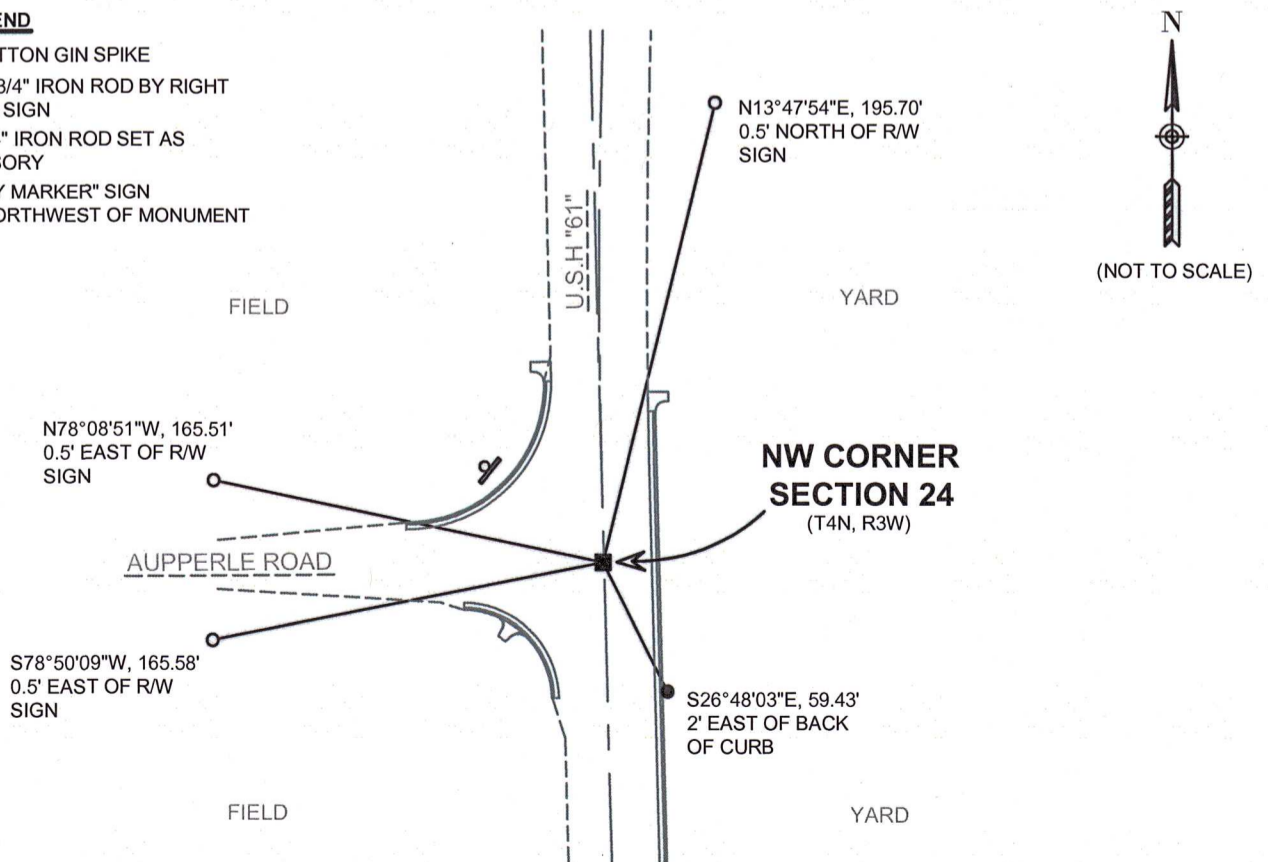 TTON GIN SPIKE
3/4" IRON ROD BY RIGHT
SIGN
" IRON ROD SET AS
MARKER" SIGN
NORTHWEST OF MONUMENT
N
(NOT TO SCALE)
N13°47'54"E, 195.70'
0.5' NORTH OF R/W
SIGN
U.S.H "61"
FIELD
YARD
N78°08'51"W, 165.51'
0.5' EAST OF R/W
SIGN
NW CORNER
SECTION 24
(T4N, R3W)
AUPPERLE ROAD
S78°50'09"W, 165.58'
0.5' EAST OF R/W
SIGN
S26°48'03"E, 59.43'
2' EAST OF BACK
OF CURB
FIELD
YARD